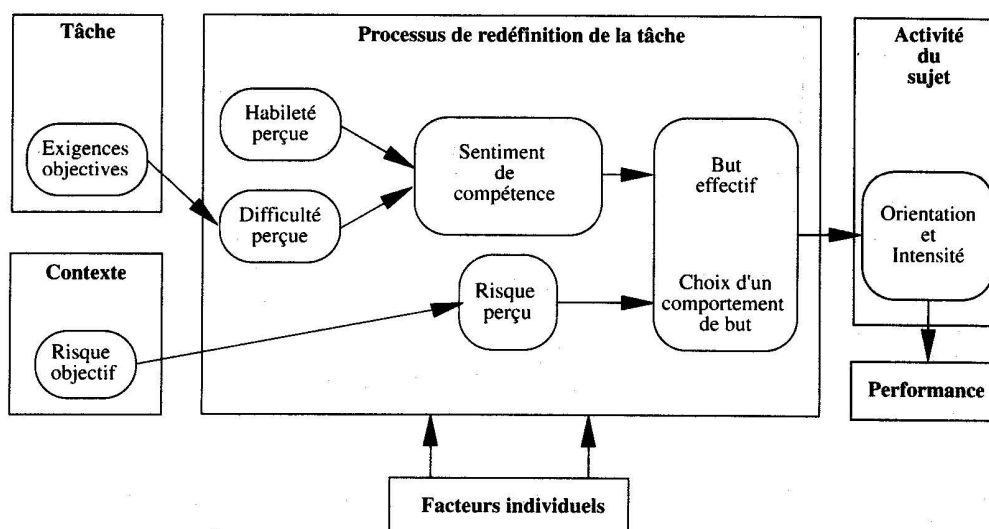 Tâche
Exigences
objectives
Contexte
Risque
objectif
Processus de redéfinition de la tâche
Habileté
perçue
Difficulté
perçue
Sentiment
de
compétence
Risque
perçu
But
effectif
Choix d'un
comportement
de but
Activité
du
sujet
Orientation
et
Intensité
Performance
Facteurs individuels